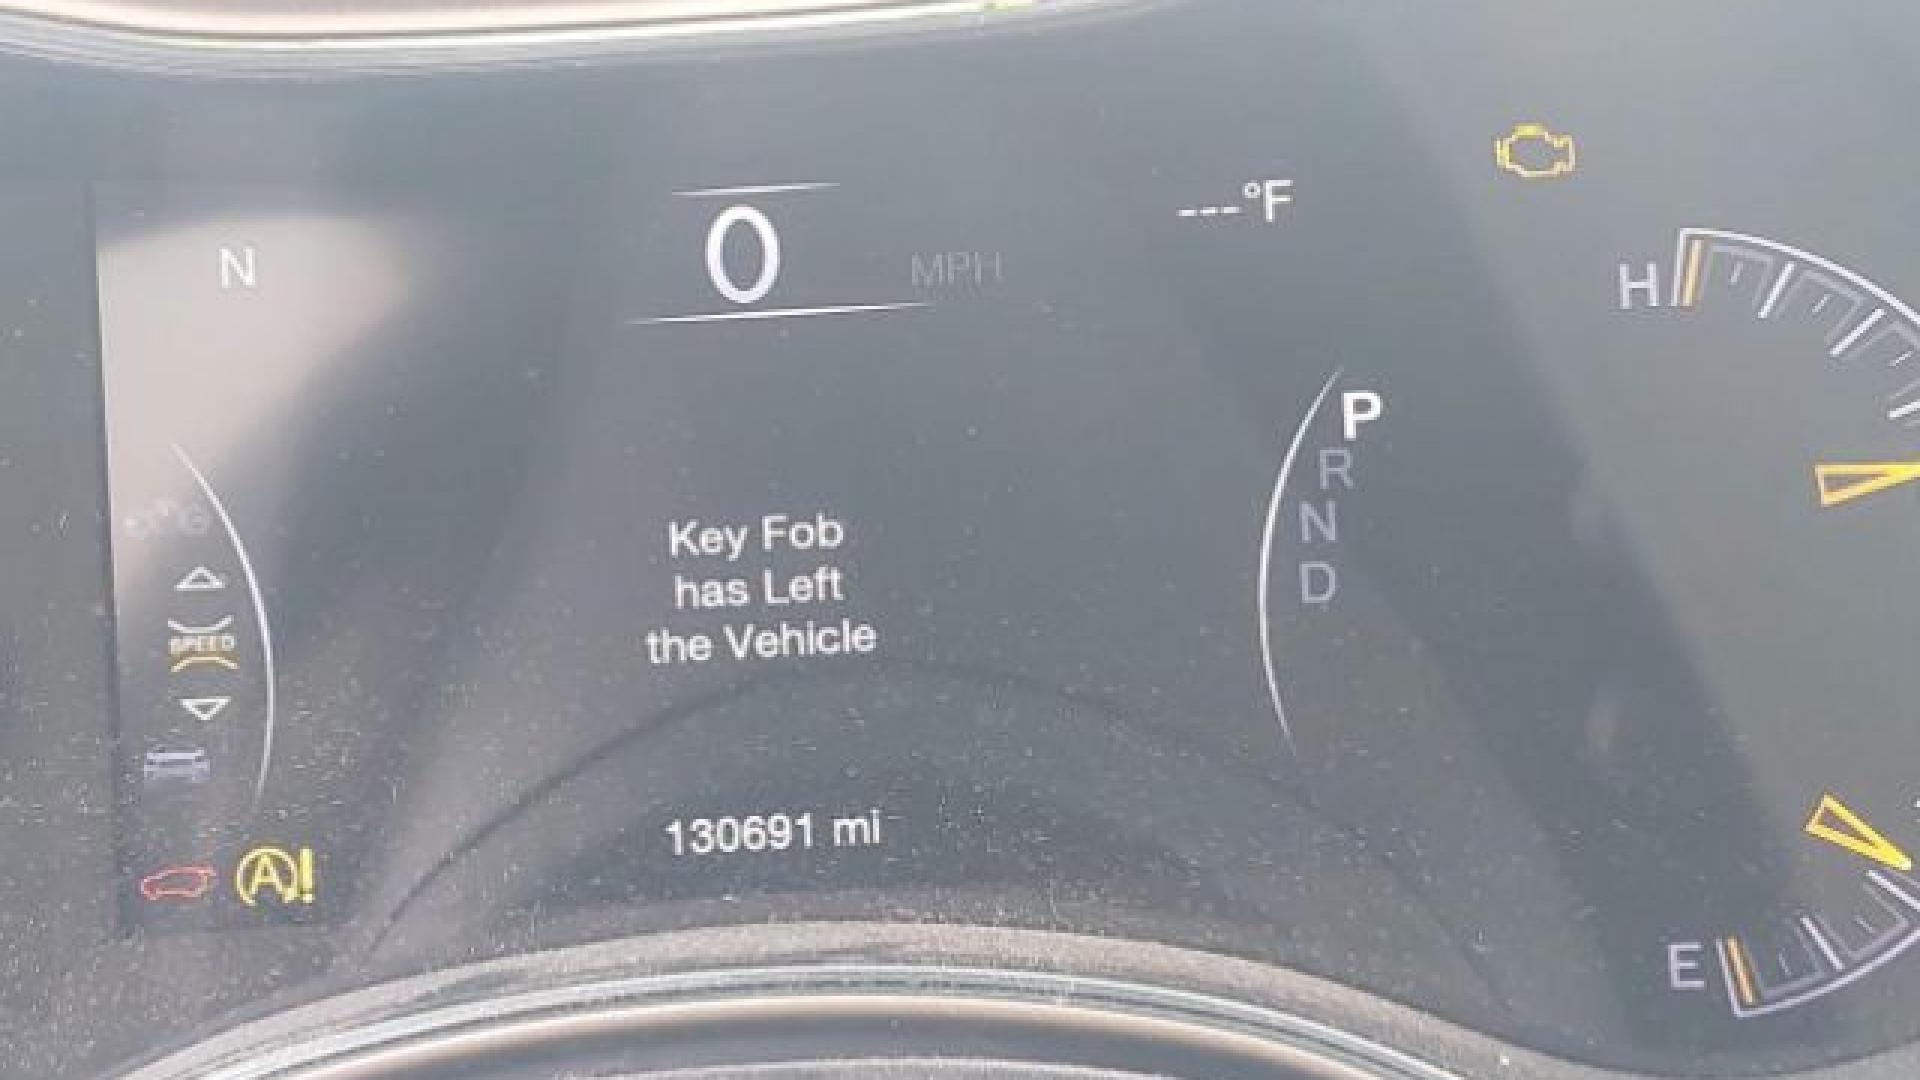 N
0 MPH
---°F
H
P
R
N
D
Key Fob
has Left
the Vehicle
SPEED
130691 mi
A!
E